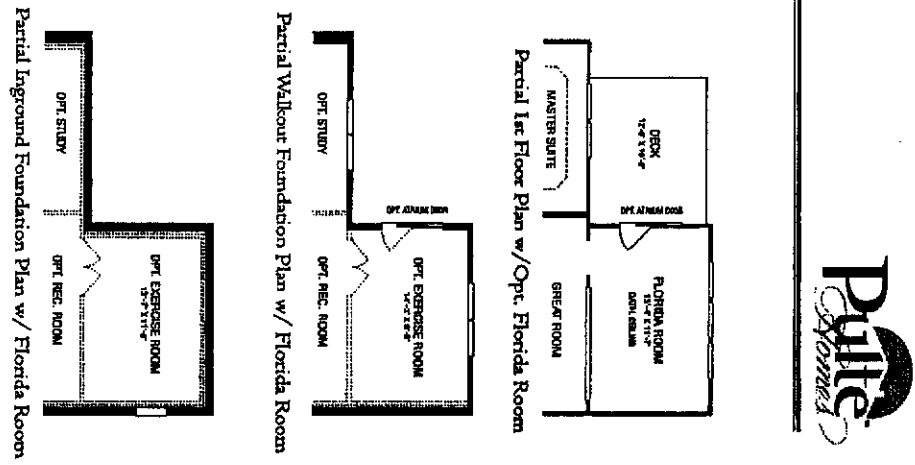 Pulte
Homes
DECK
MASTER SUITE
OPT. ATRIUM DOOR
FLORIDA ROOM
GREAT ROOM
Partial 1st Floor Plan w/Opt. Florida Room
OPT. STUDY
OPT. ATRIUM DOOR
OPT. EXERCISE ROOM
OPT. REC. ROOM
Partial Walkout Foundation Plan w/ Florida Room
OPT. STUDY
OPT. EXERCISE ROOM
OPT. REC. ROOM
Partial Inground Foundation Plan w/ Florida Room